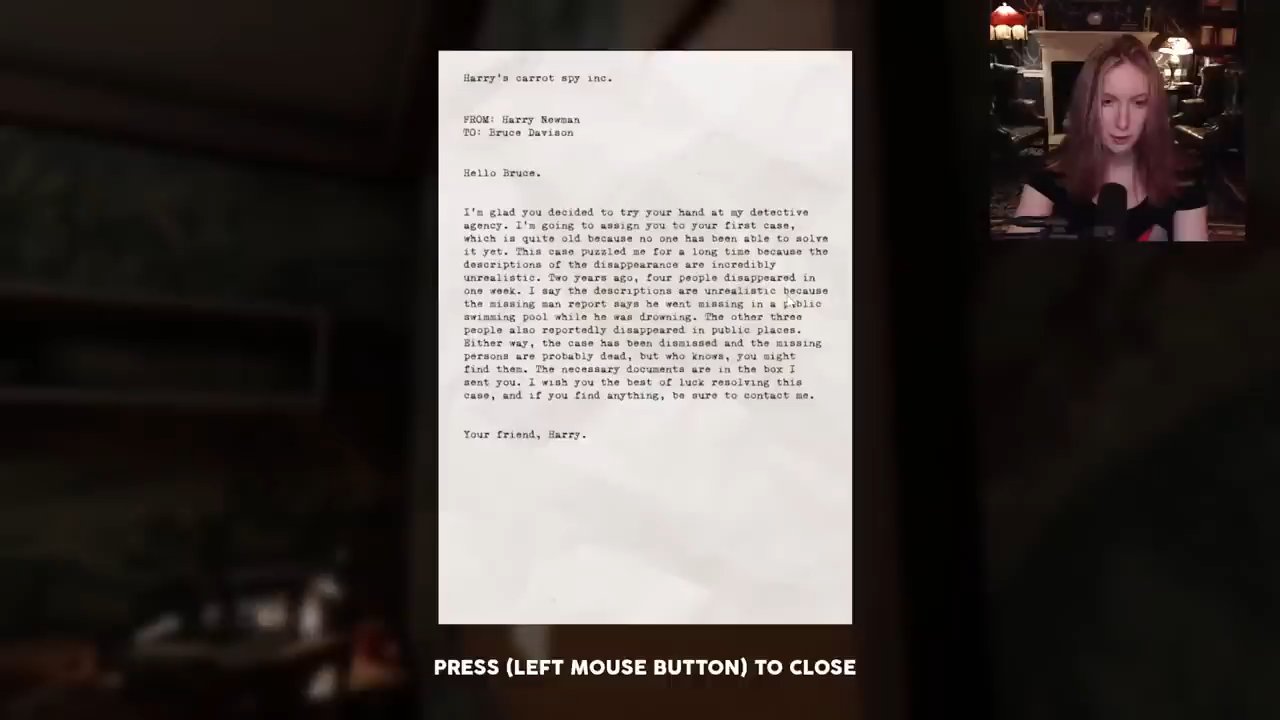 Harry's carrot spy inc.
FROM: Harry Newman
TO: Bruce Davison
Hello Bruce.
I'm glad you decided to try your hand at my detective
agency. I'm going to assign you to your first case,
which is quite old because no one has been able to solve
it yet. This case puzzled me for a long time because the
descriptions of the disappearance are incredibly
unrealistic. Two years ago, four people disappeared in
one week. I say the descriptions are unrealistic because
the missing man report says he went missing in a public
swimming pool while he was drowning. The other three
people also reportedly disappeared in public places.
Either way, the case has been dismissed and the missing
persons are probably dead, but who knows, you might
find them. The necessary documents are in the box I
sent you. I wish you the best of luck resolving this
case, and if you find anything, be sure to contact me.
Your friend, Harry.
PRESS (LEFT MOUSE BUTTON) TO CLOSE